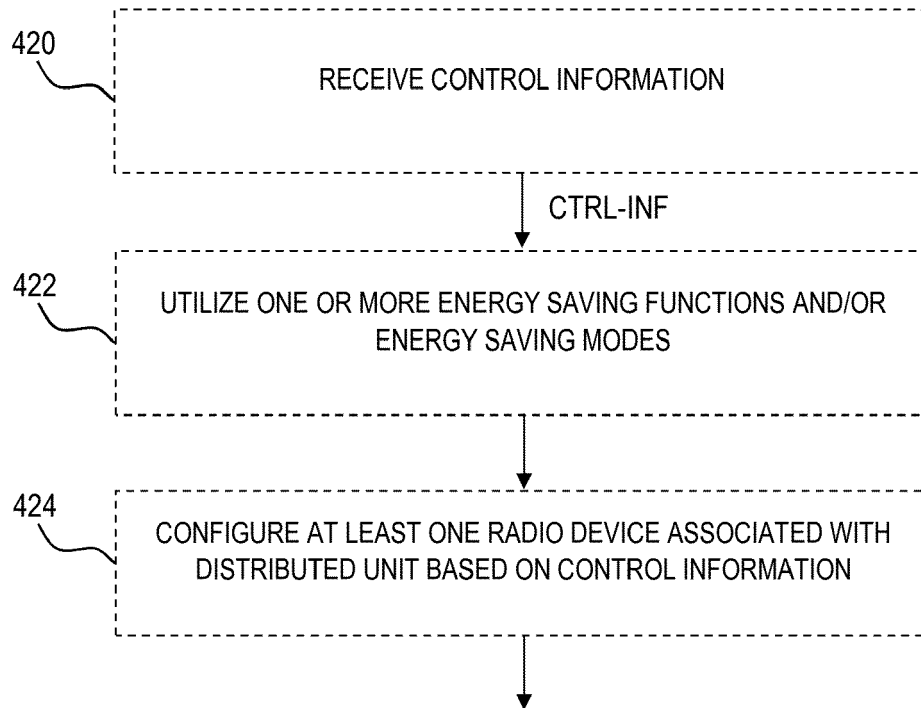 420
RECEIVE CONTROL INFORMATION
CTRL-INF
422
UTILIZE ONE OR MORE ENERGY SAVING FUNCTIONS AND/OR
ENERGY SAVING MODES
424
CONFIGURE AT LEAST ONE RADIO DEVICE ASSOCIATED WITH
DISTRIBUTED UNIT BASED ON CONTROL INFORMATION